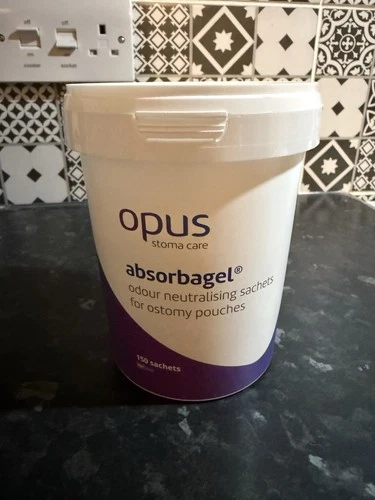 opus
stoma care
absorbagel®
odour neutralising sachets
for ostomy pouches
150 sachets